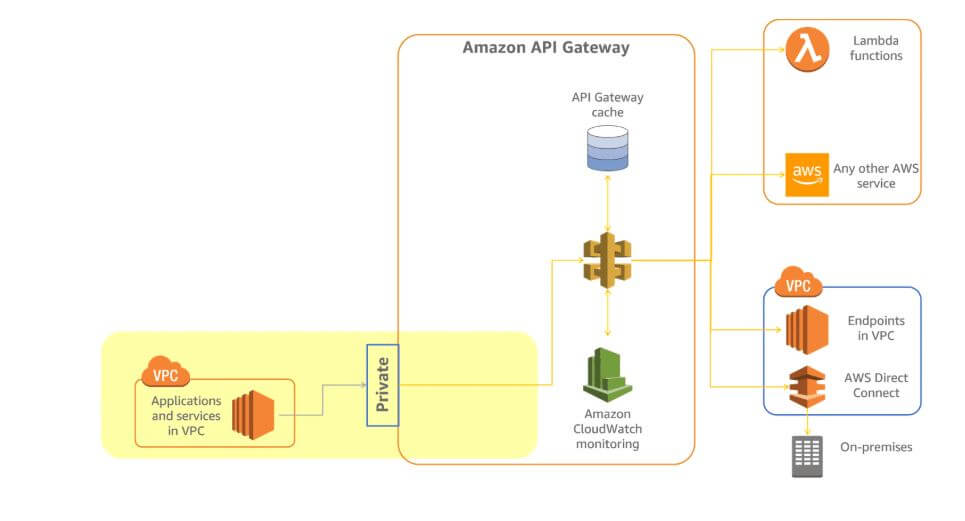 Amazon API Gateway
API Gateway
cache
Lambda
functions
aws
Any other AWS
service
VPC
Endpoints
in VPC
AWS Direct
Connect
On-premises
VPC
Applications
and services
in VPC
Private
Amazon
CloudWatch
monitoring